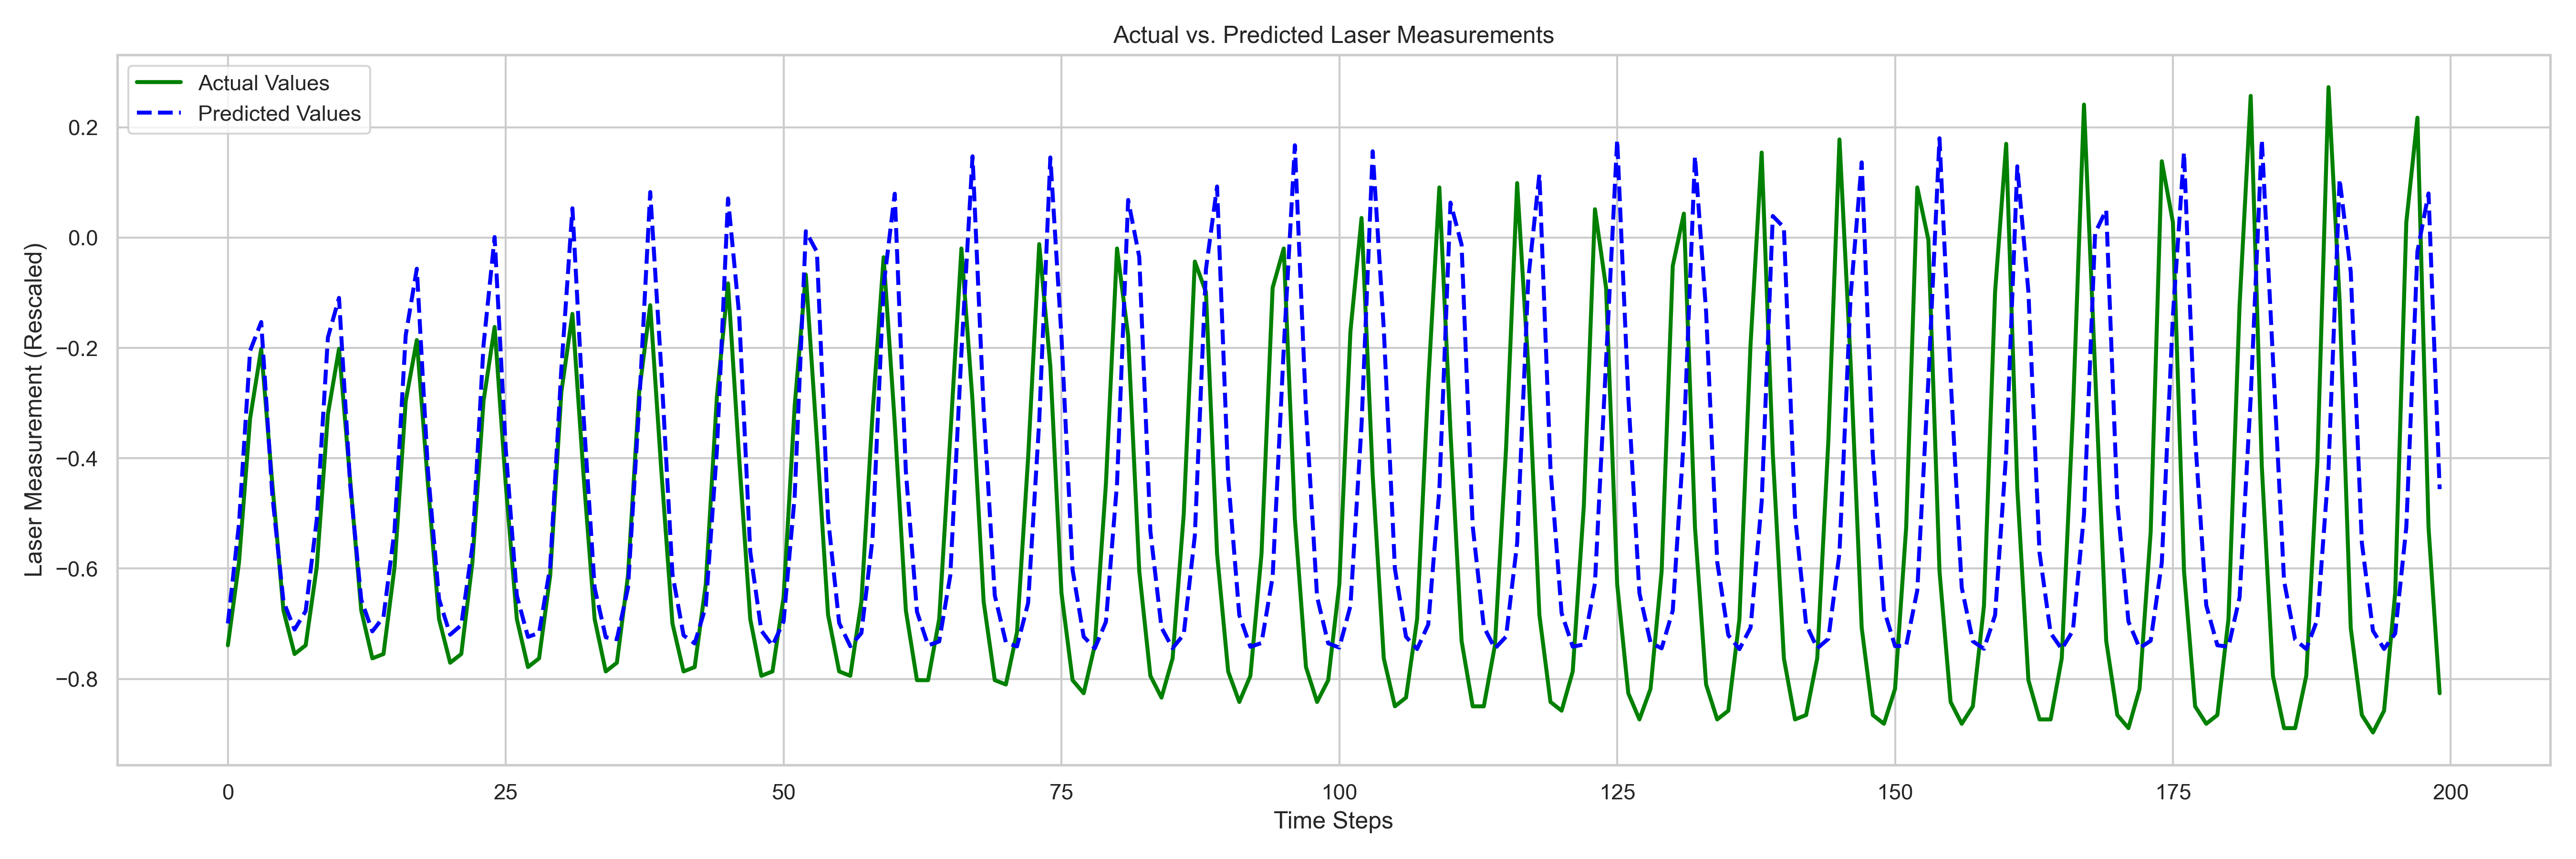 Actual vs. Predicted Laser Measurements
Actual Values
Predicted Values
Laser Measurement (Rescaled)
0.2
0.0
−0.2
−0.4
−0.6
−0.8
0 25 50 75 100 125 150 175 200
Time Steps